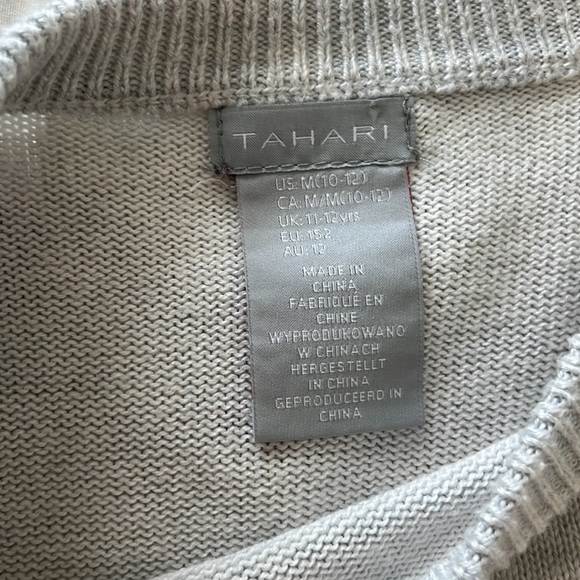 TAHARI
US: M(10-12)
CA: M/M(10-12)
UK: 11-12yrs
EU: 152
AU: 12
MADE IN
CHINA
FABRIQUÉ EN
CHINE
WYPRODUKOWANO
W CHINACH
HERGESTELLT
IN CHINA
GEPRODUCEERD IN
CHINA